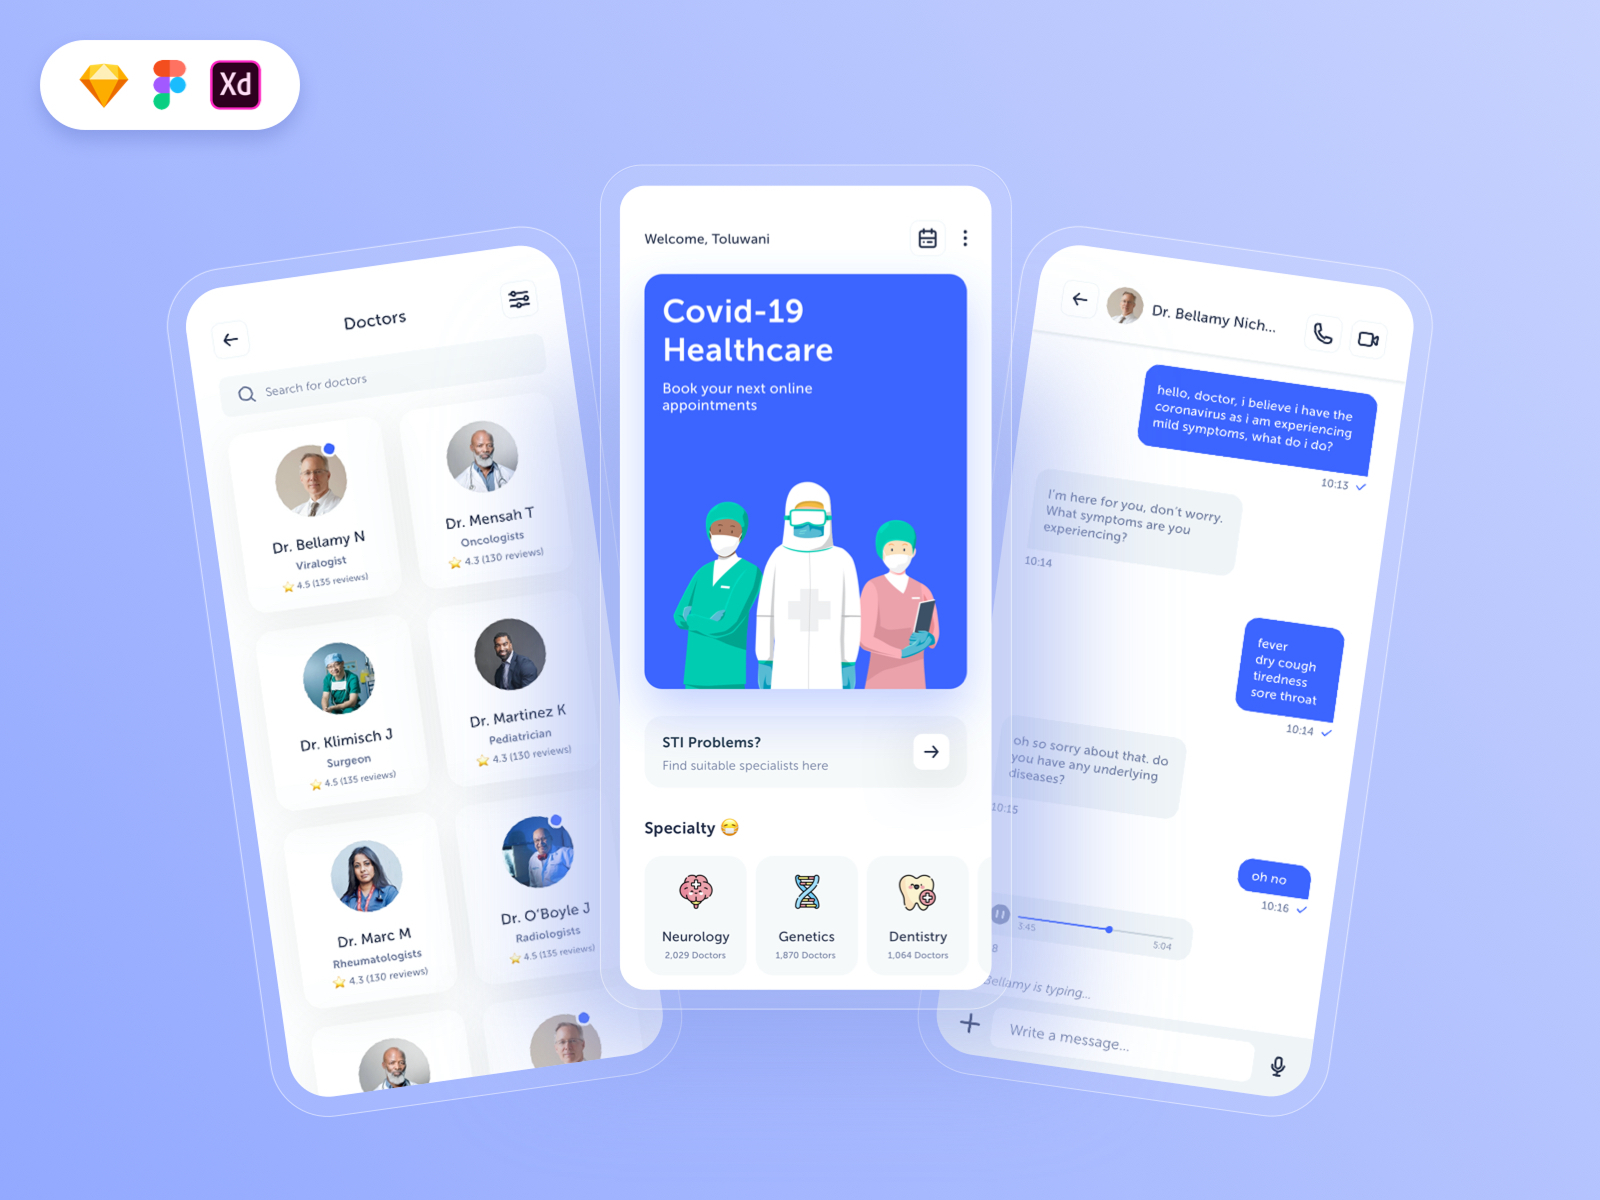 Xd
Doctors
Search for doctors
Dr. Bellamy N
Viralogist
4.5 (135 reviews)
Dr. Mensah T
Oncologists
4.3 (130 reviews)
Dr. Klimisch J
Surgeon
4.5 (135 reviews)
Dr. Martinez K
Pediatrician
4.3 (130 reviews)
Dr. Marc M
Rheumatologists
4.3 (130 reviews)
Dr. O'Boyle J
Radiologists
4.5 (135 reviews)
Welcome, Toluwani
Covid-19
Healthcare
Book your next online
appointments
STI Problems?
Find suitable specialists here
Specialty
Neurology
2,029 Doctors
Genetics
1,870 Doctors
Dentistry
1,064 Doctors
Dr. Bellamy Nich...
hello, doctor, i believe i have the
coronavirus as i am experiencing
mild symptoms, what do i do?
10:13
I'm here for you, don't worry.
What symptoms are you
experiencing?
10:14
fever
dry cough
tiredness
sore throat
10:14
oh so sorry about that. do
you have any underlying
diseases?
10:15
oh no
10:16
3:45
5:04
8
Bellamy is typing...
Write a message...